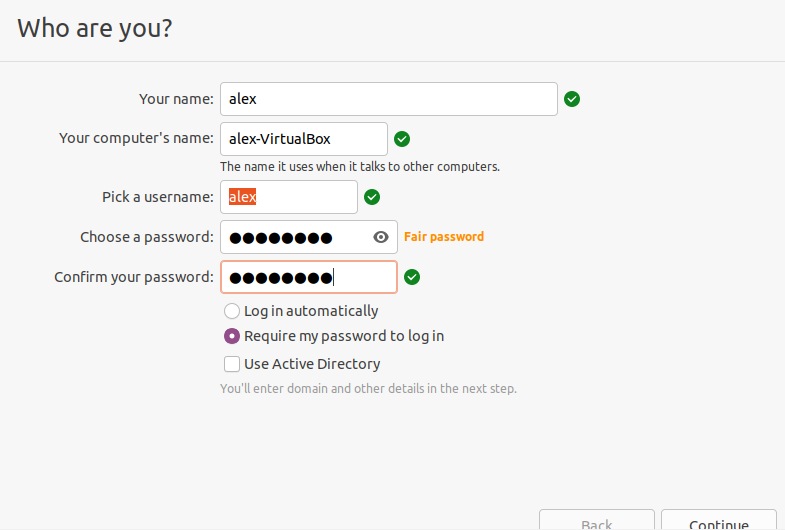 Who are you?
Your name: alex
Your computer's name: alex-VirtualBox
The name it uses when it talks to other computers.
Pick a username: alex
Choose a password: ●●●●●●●● Fair password
Confirm your password: ●●●●●●●●
Log in automatically
Require my password to log in
Use Active Directory
You'll enter domain and other details in the next step.
Back Continue